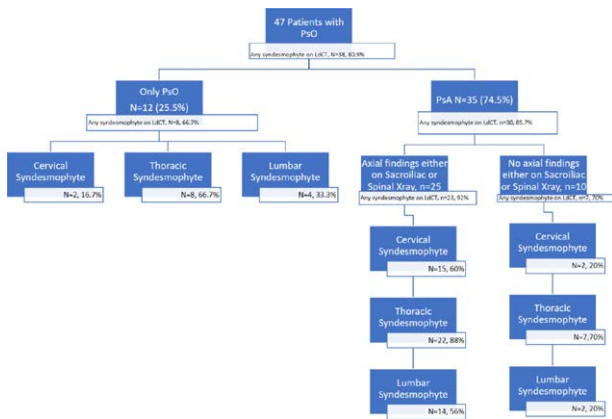 47 Patients with
PsO
Any syndesmophyte on LdCT, N=38, 80.9%
Only PsO
N=12 (25.5%)
Any syndesmophyte on LdCT, N=8, 66.7%
PsA N=35 (74.5%)
Any syndesmophyte on LdCT, n=30, 85.7%
Cervical
Syndesmophyte
N=2, 16.7%
Thoracic
Syndesmophyte
N=8, 66.7%
Lumbar
Syndesmophyte
N=4, 33.3%
Axial findings either
on Sacroiliac or
Spinal Xray, n=25
Any syndesmophyte on LdCT, n=23, 92%
No axial findings
either on Sacroiliac
or Spinal Xray, n=10
Any syndesmophyte on LdCT, n=7, 70%
Cervical
Syndesmophyte
N=15, 60%
Thoracic
Syndesmophyte
N=22, 88%
Lumbar
Syndesmophyte
N=14, 56%
Cervical
Syndesmophyte
N=2, 20%
Thoracic
Syndesmophyte
N=7,70%
Lumbar
Syndesmophyte
N=2, 20%